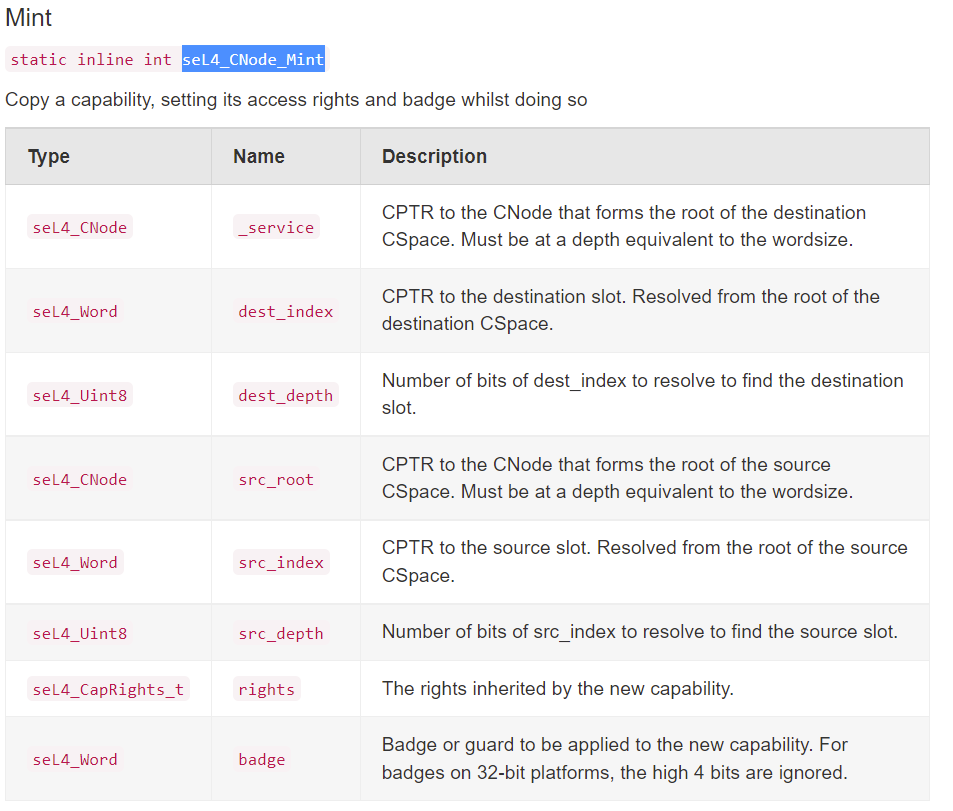 Mint
static inline int seL4_CNode_Mint
Copy a capability, setting its access rights and badge whilst doing so
Type Name Description
seL4_CNode _service CPTR to the CNode that forms the root of the destination
CSpace. Must be at a depth equivalent to the wordsize.
seL4_Word dest_index CPTR to the destination slot. Resolved from the root of the
destination CSpace.
seL4_Uint8 dest_depth Number of bits of dest_index to resolve to find the destination
slot.
seL4_CNode src_root CPTR to the CNode that forms the root of the source
CSpace. Must be at a depth equivalent to the wordsize.
seL4_Word src_index CPTR to the source slot. Resolved from the root of the source
CSpace.
seL4_Uint8 src_depth Number of bits of src_index to resolve to find the source slot.
seL4_CapRights_t rights The rights inherited by the new capability.
seL4_Word badge Badge or guard to be applied to the new capability. For
badges on 32-bit platforms, the high 4 bits are ignored.